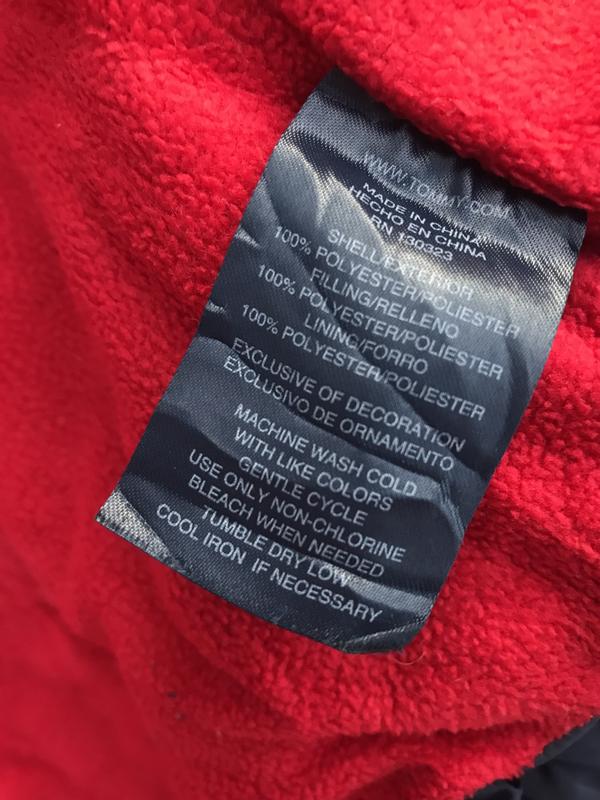 WWW.TOMMY.COM
MADE IN CHINA
HECHO EN CHINA
RN 130323
SHELL/EXTERIOR
100% POLYESTER/POLIESTER
FILLING/RELLENO
100% POLYESTER/POLIESTER
LINING/FORRO
100% POLYESTER/POLIESTER
EXCLUSIVE OF DECORATION
EXCLUSIVO DE ORNAMENTO
MACHINE WASH COLD
WITH LIKE COLORS
GENTLE CYCLE
USE ONLY NON-CHLORINE
BLEACH WHEN NEEDED
TUMBLE DRY LOW
COOL IRON IF NECESSARY